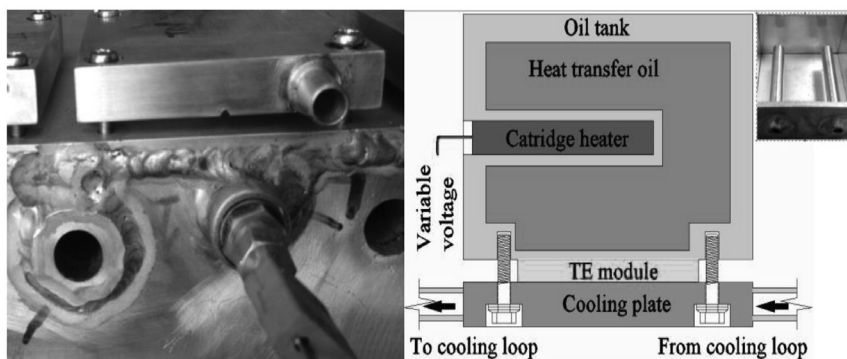 Oil tank
Heat transfer oil
Catridge heater
Variable
voltage
TE module
Cooling plate
To cooling loop
From cooling loop